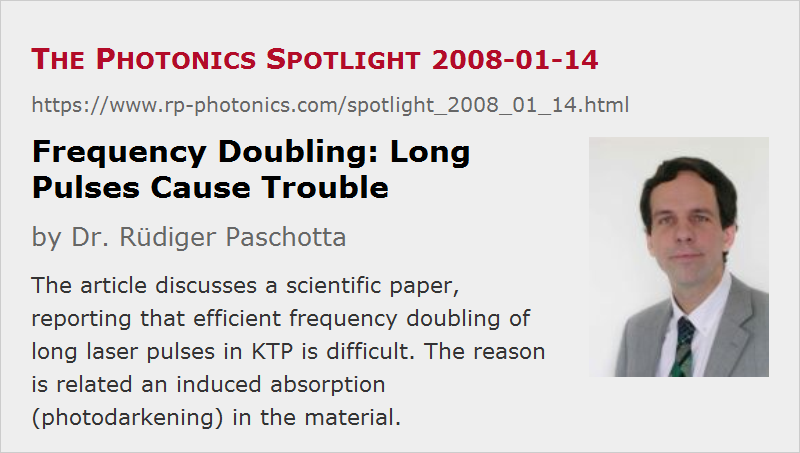 The Photonics Spotlight 2008-01-14
https://www.rp-photonics.com/spotlight_2008_01_14.html
Frequency Doubling: Long
Pulses Cause Trouble
by Dr. Rüdiger Paschotta
The article discusses a scientific paper,
reporting that efficient frequency doubling of
long laser pulses in KTP is difficult. The reason
is related an induced absorption
(photodarkening) in the material.